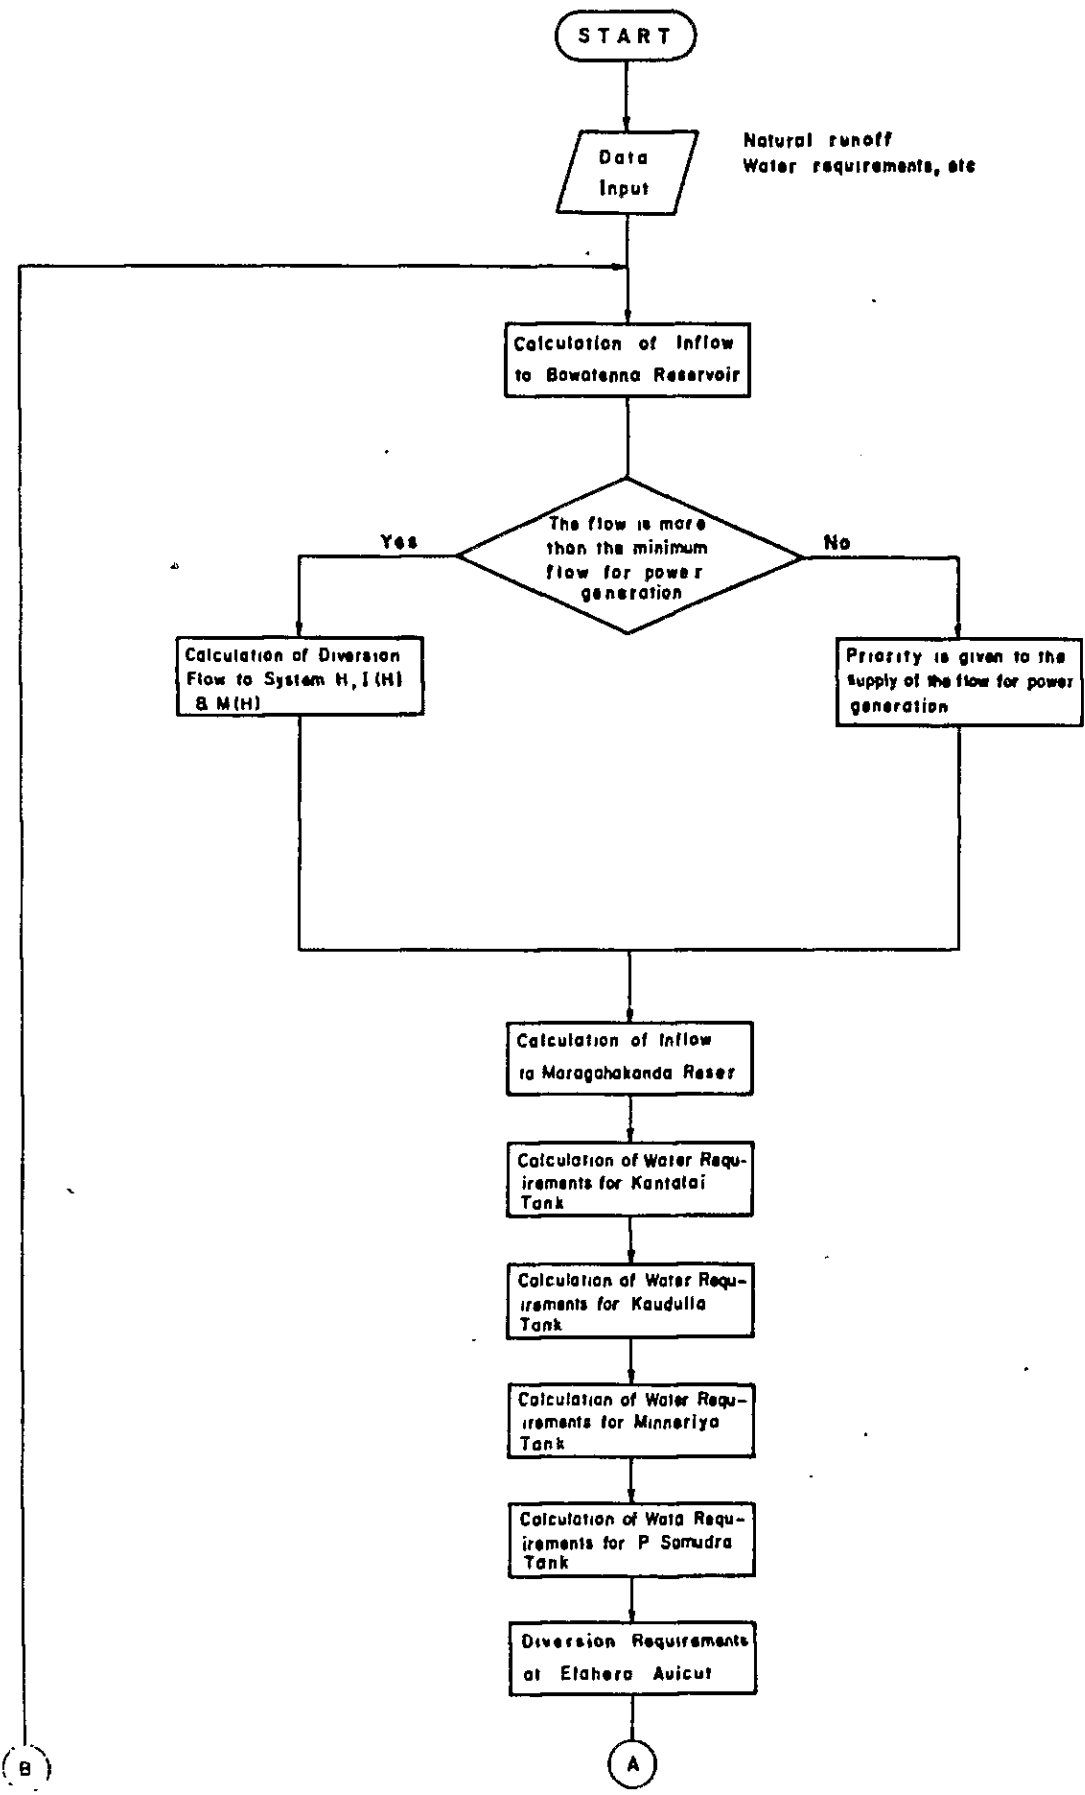 START
Data
Input
Natural runoff
Water requirements, etc
Calculation of Inflow
to Bowatenna Reservoir
The flow is more
than the minimum
flow for power
generation
Yes
No
Calculation of Diversion
Flow to System H, I(H)
& M(H)
Priority is given to the
supply of the flow for power
generation
Calculation of Inflow
to Moragahakanda Reser
Calculation of Water Requ-
irements for Kantalai
Tank
Calculation of Water Requ-
irements for Kaudulla
Tank
Calculation of Water Requ-
irements for Minneriya
Tank
Calculation of Wata Requ-
irements for P Samudra
Tank
Diversion Requirements
at Elahera Auicut
B
A